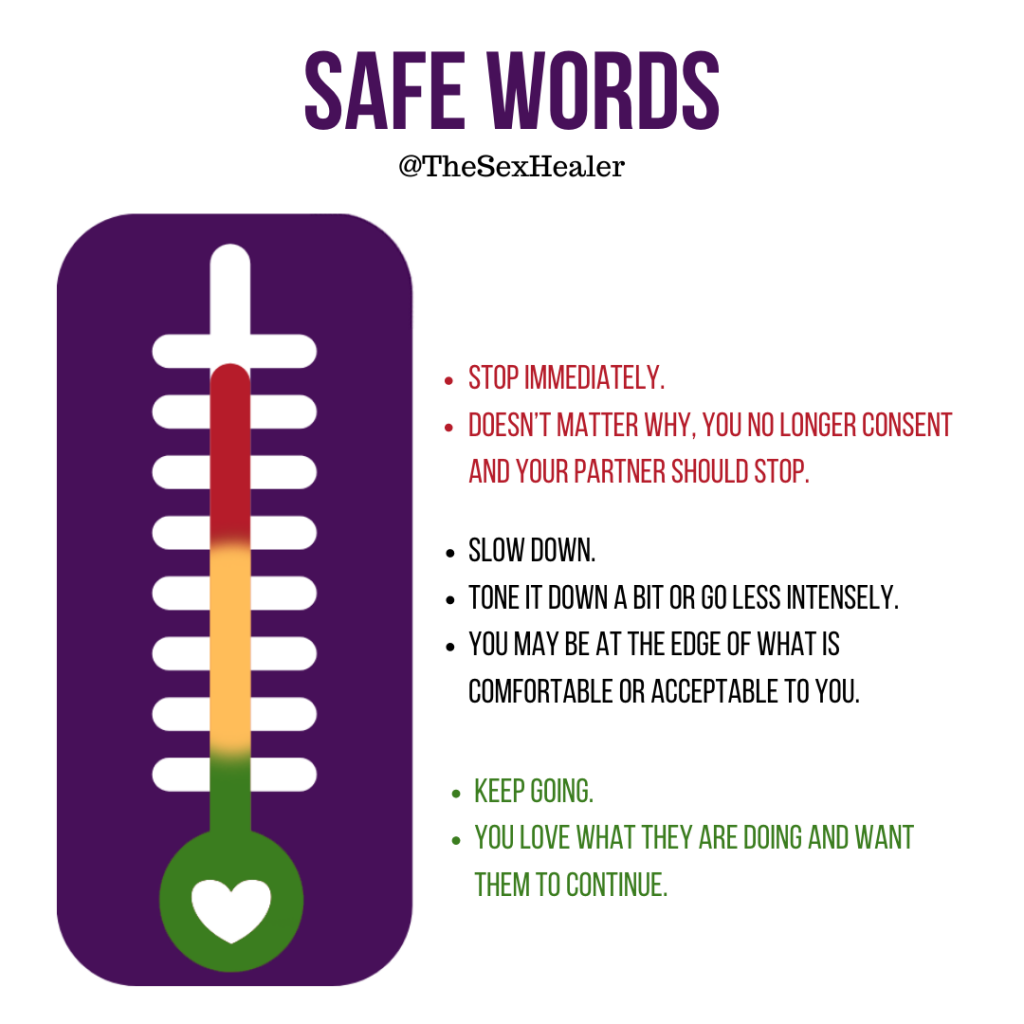 SAFE WORDS
@TheSexHealer
• STOP IMMEDIATELY.
• DOESN'T MATTER WHY, YOU NO LONGER CONSENT
AND YOUR PARTNER SHOULD STOP.
• SLOW DOWN.
• TONE IT DOWN A BIT OR GO LESS INTENSELY.
• YOU MAY BE AT THE EDGE OF WHAT IS
COMFORTABLE OR ACCEPTABLE TO YOU.
• KEEP GOING.
• YOU LOVE WHAT THEY ARE DOING AND WANT
THEM TO CONTINUE.